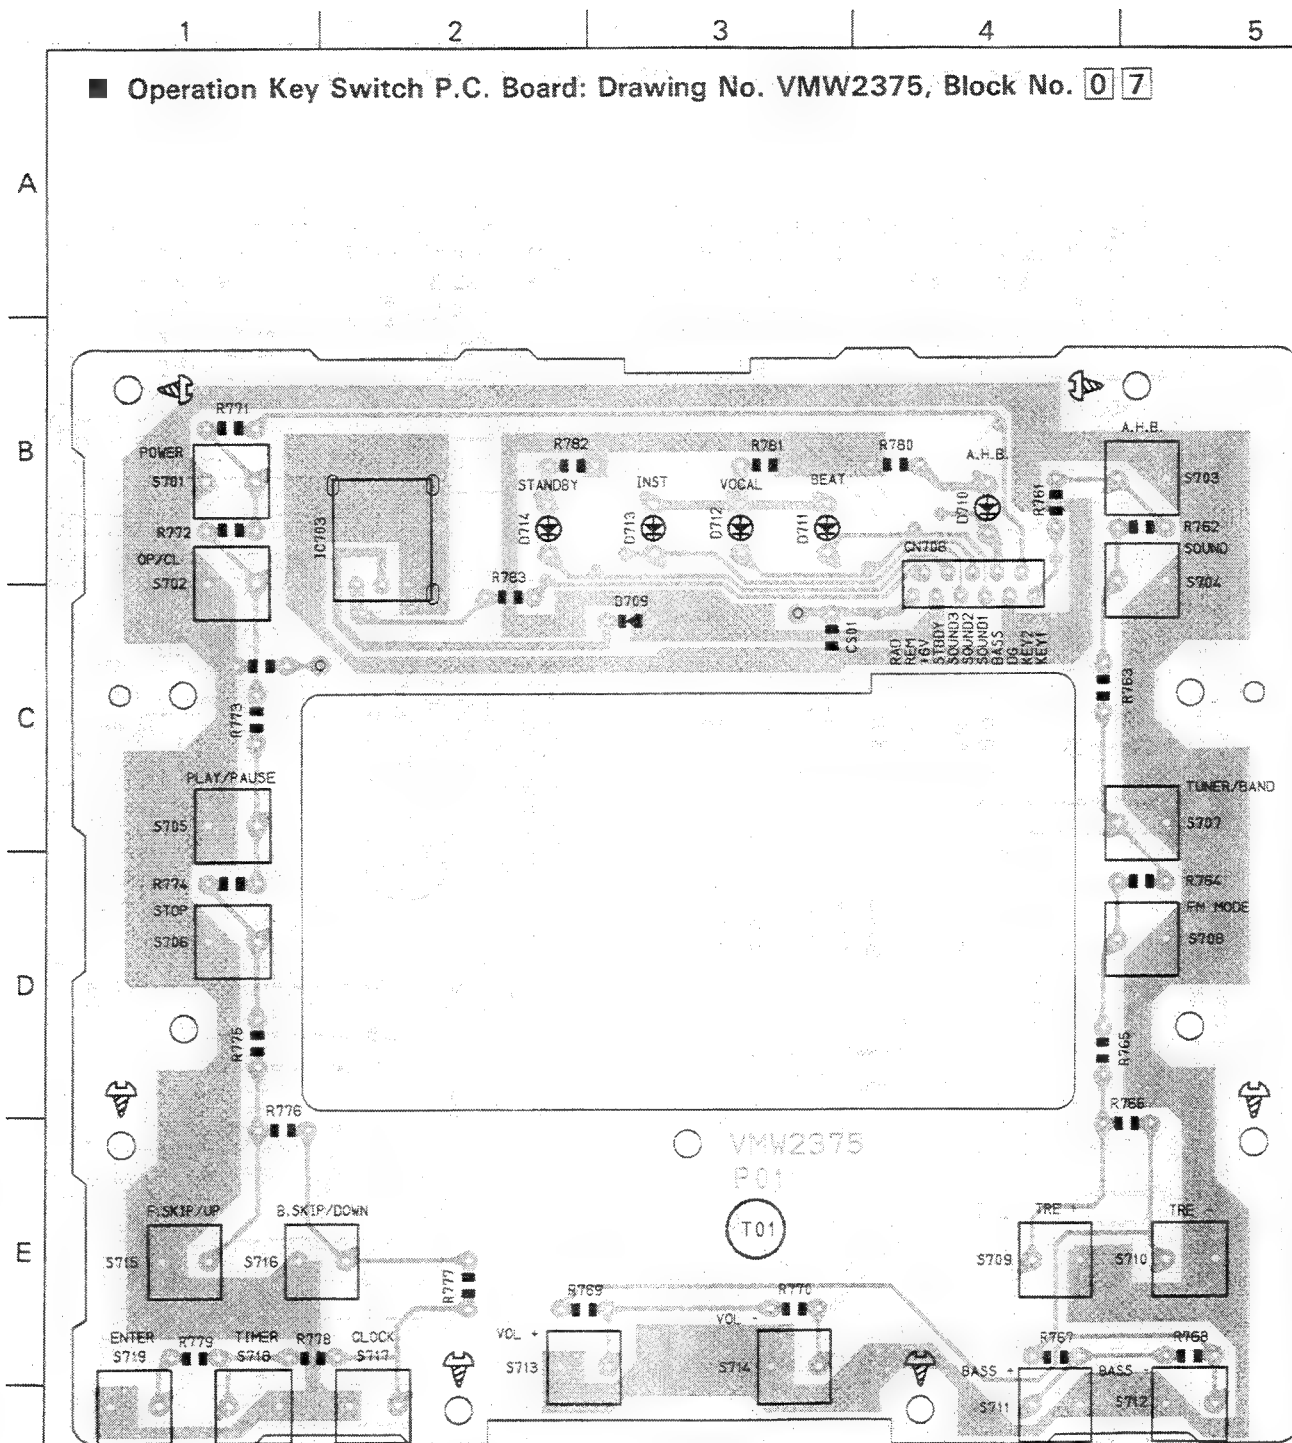 1 2 3 4 5
■ Operation Key Switch P.C. Board: Drawing No. VMW2375, Block No. 0 7
A
B
C
D
E
R771
POWER
S701
R772
OP/CL
S702
IC703
R782
STANDBY
D714
INST
D713
R781
VOCAL
D712
R780
BEAT
D711
A.H.B.
D710
R761
A.H.B.
S703
R762
SOUND
S704
CN708
R783
D709
CS01
RAD
REM
+6V
STBDY
SOUND3
SOUND2
SOUND1
BASS
DG
KEY2
KEY1
R763
R773
PLAY/PAUSE
S705
TUNER/BAND
S707
R774
STOP
S706
R764
FM MODE
S708
R775
R765
R776
R766
VMW2375
P01
T01
F.SKIP/UP
S715
B.SKIP/DOWN
S716
TRE +
S709
TRE -
S710
R777
R769
R770
VOL +
S713
VOL -
S714
ENTER
S719
R779
TIMER
S718
R778
CLOCK
S717
R767
R768
BASS +
S711
BASS -
S712